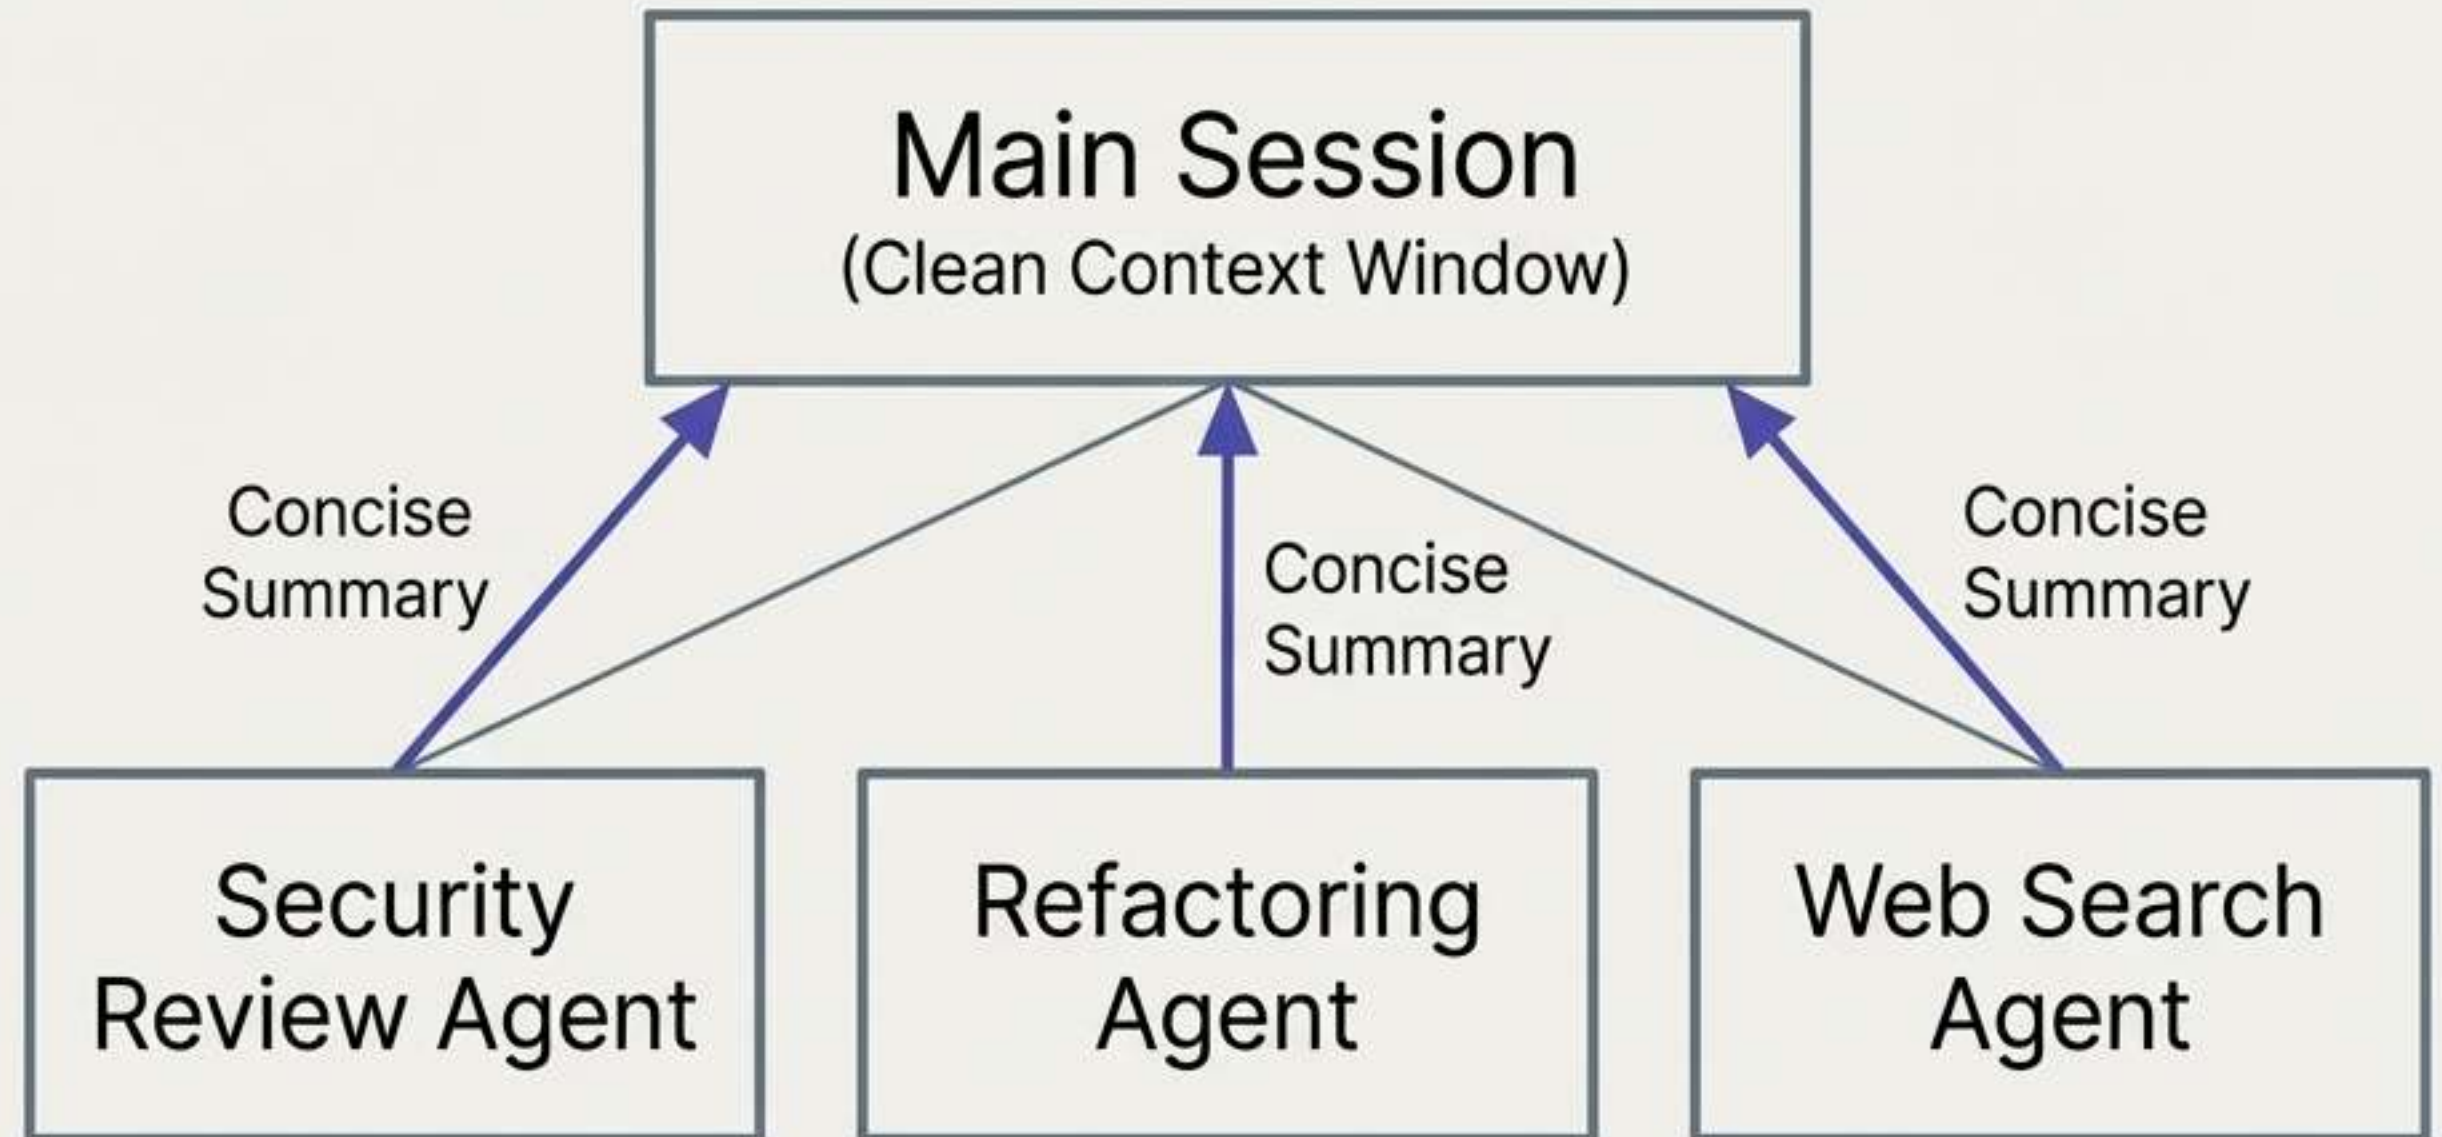 Main Session
(Clean Context Window)
Concise
Summary
Concise
Summary
Concise
Summary
Security
Review Agent
Refactoring
Agent
Web Search
Agent